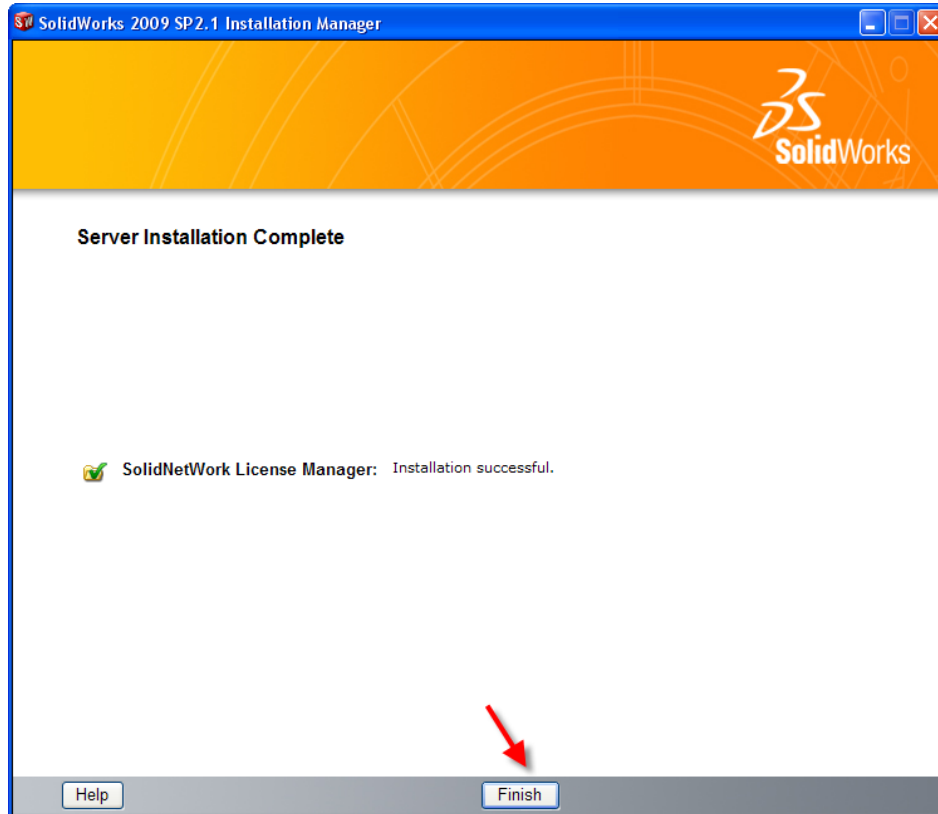 SolidWorks 2009 SP2.1 Installation Manager
SolidWorks
Server Installation Complete
SolidNetWork License Manager: Installation successful.
Help
Finish